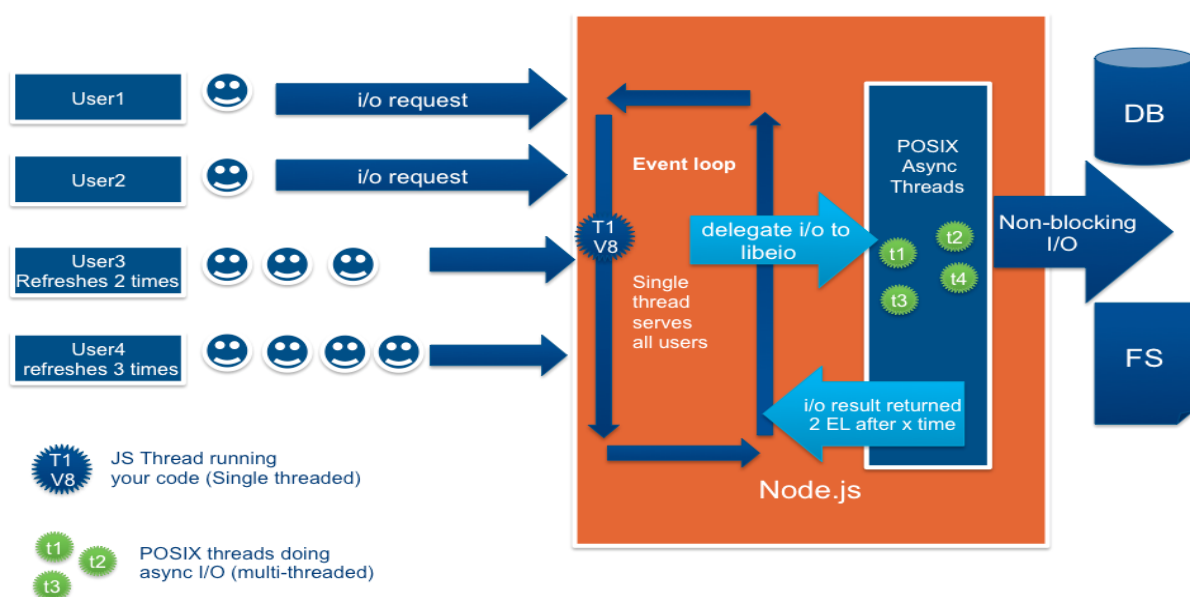 User1
i/o request
User2
i/o request
User3
Refreshes 2 times
User4
refreshes 3 times
T1
V8
Event loop
Single
thread
serves
all users
delegate i/o to
libeio
POSIX
Async
Threads
t1
t2
t3
t4
i/o result returned
2 EL after x time
Node.js
Non-blocking
I/O
DB
FS
T1
V8
JS Thread running
your code (Single threaded)
t1
t2
t3
POSIX threads doing
async I/O (multi-threaded)